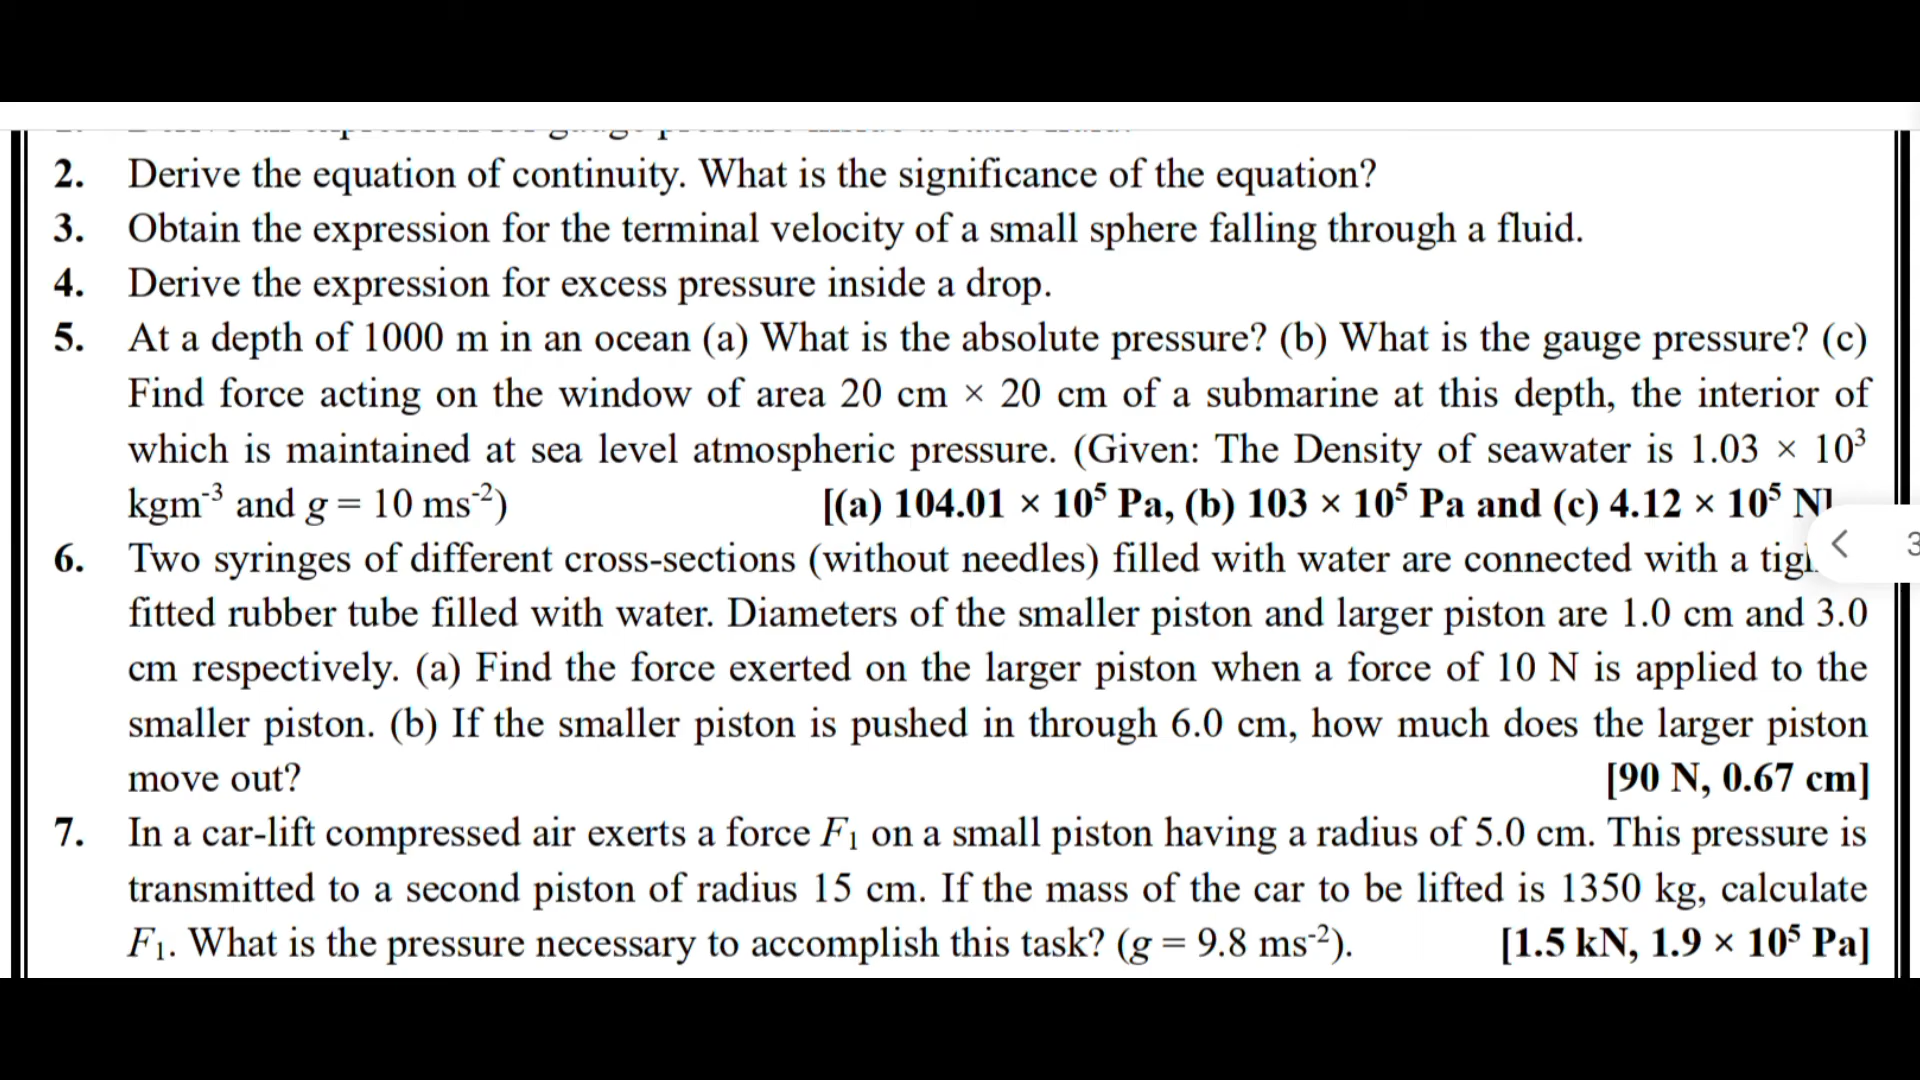 2. Derive the equation of continuity. What is the significance of the equation?
3. Obtain the expression for the terminal velocity of a small sphere falling through a fluid.
4. Derive the expression for excess pressure inside a drop.
5. At a depth of 1000 m in an ocean (a) What is the absolute pressure? (b) What is the gauge pressure? (c)
Find force acting on the window of area 20 cm × 20 cm of a submarine at this depth, the interior of
which is maintained at sea level atmospheric pressure. (Given: The Density of seawater is 1.03 × 10³
kgm⁻³ and g = 10 ms⁻²) [(a) 104.01 × 10⁵ Pa, (b) 103 × 10⁵ Pa and (c) 4.12 × 10⁵ N]
6. Two syringes of different cross-sections (without needles) filled with water are connected with a
fitted rubber tube filled with water. Diameters of the smaller piston and larger piston are 1.0 cm and 3.0
cm respectively. (a) Find the force exerted on the larger piston when a force of 10 N is applied to the
smaller piston. (b) If the smaller piston is pushed in through 6.0 cm, how much does the larger piston
move out? [90 N, 0.67 cm]
7. In a car-lift compressed air exerts a force F₁ on a small piston having a radius of 5.0 cm. This pressure is
transmitted to a second piston of radius 15 cm. If the mass of the car to be lifted is 1350 kg, calculate
F₁. What is the pressure necessary to accomplish this task? (g = 9.8 ms⁻²). [1.5 kN, 1.9 × 10⁵ Pa]